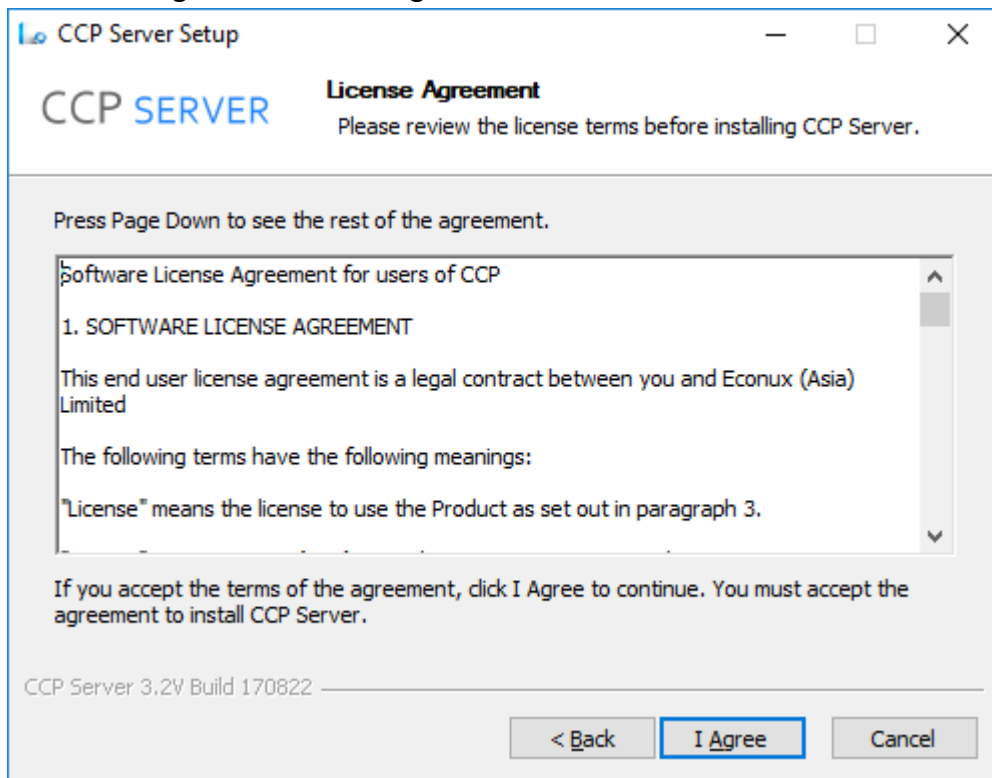 CCP Server Setup
CCP SERVER
License Agreement
Please review the license terms before installing CCP Server.
Press Page Down to see the rest of the agreement.
Software License Agreement for users of CCP
1. SOFTWARE LICENSE AGREEMENT
This end user license agreement is a legal contract between you and Econux (Asia)
Limited
The following terms have the following meanings:
"License" means the license to use the Product as set out in paragraph 3.
If you accept the terms of the agreement, click I Agree to continue. You must accept the
agreement to install CCP Server.
CCP Server 3.2V Build 170822
< Back
I Agree
Cancel